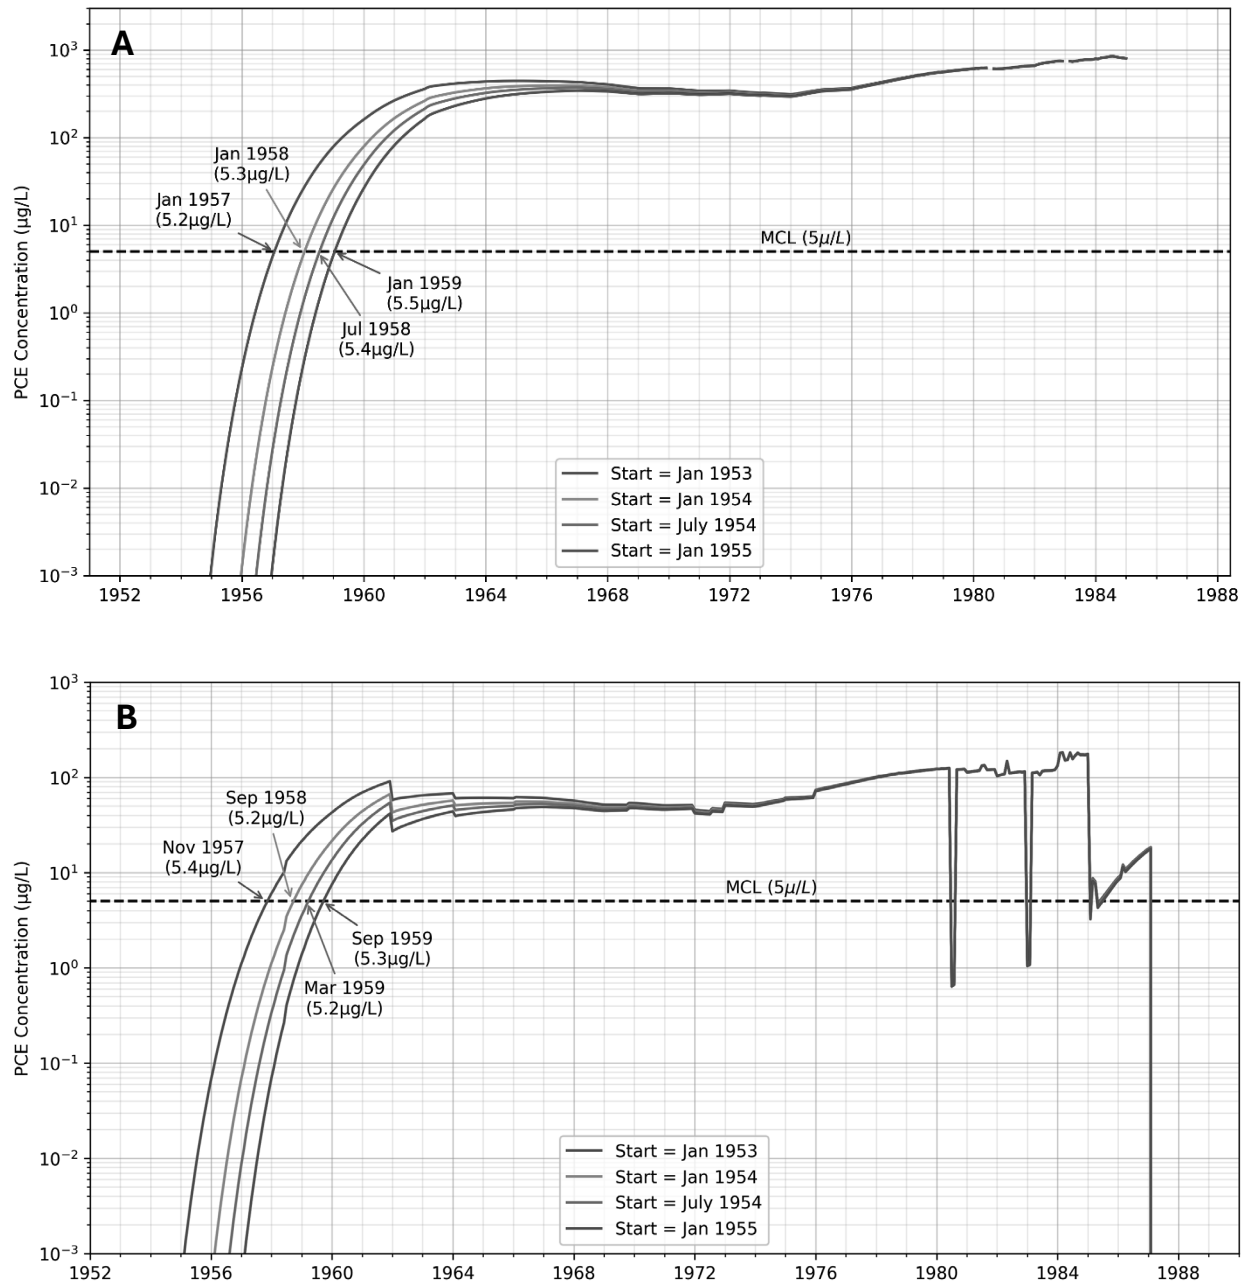 A
10³
10²
10¹
10⁰
10⁻¹
10⁻²
10⁻³
PCE Concentration (µg/L)
Jan 1958
(5.3µg/L)
Jan 1957
(5.2µg/L)
MCL (5µ/L)
Jan 1959
(5.5µg/L)
Jul 1958
(5.4µg/L)
Start = Jan 1953
Start = Jan 1954
Start = July 1954
Start = Jan 1955
1952 1956 1960 1964 1968 1972 1976 1980 1984 1988
B
10³
10²
10¹
10⁰
10⁻¹
10⁻²
10⁻³
PCE Concentration (µg/L)
Sep 1958
(5.2µg/L)
Nov 1957
(5.4µg/L)
MCL (5µ/L)
Sep 1959
(5.3µg/L)
Mar 1959
(5.2µg/L)
Start = Jan 1953
Start = Jan 1954
Start = July 1954
Start = Jan 1955
1952 1956 1960 1964 1968 1972 1976 1980 1984 1988